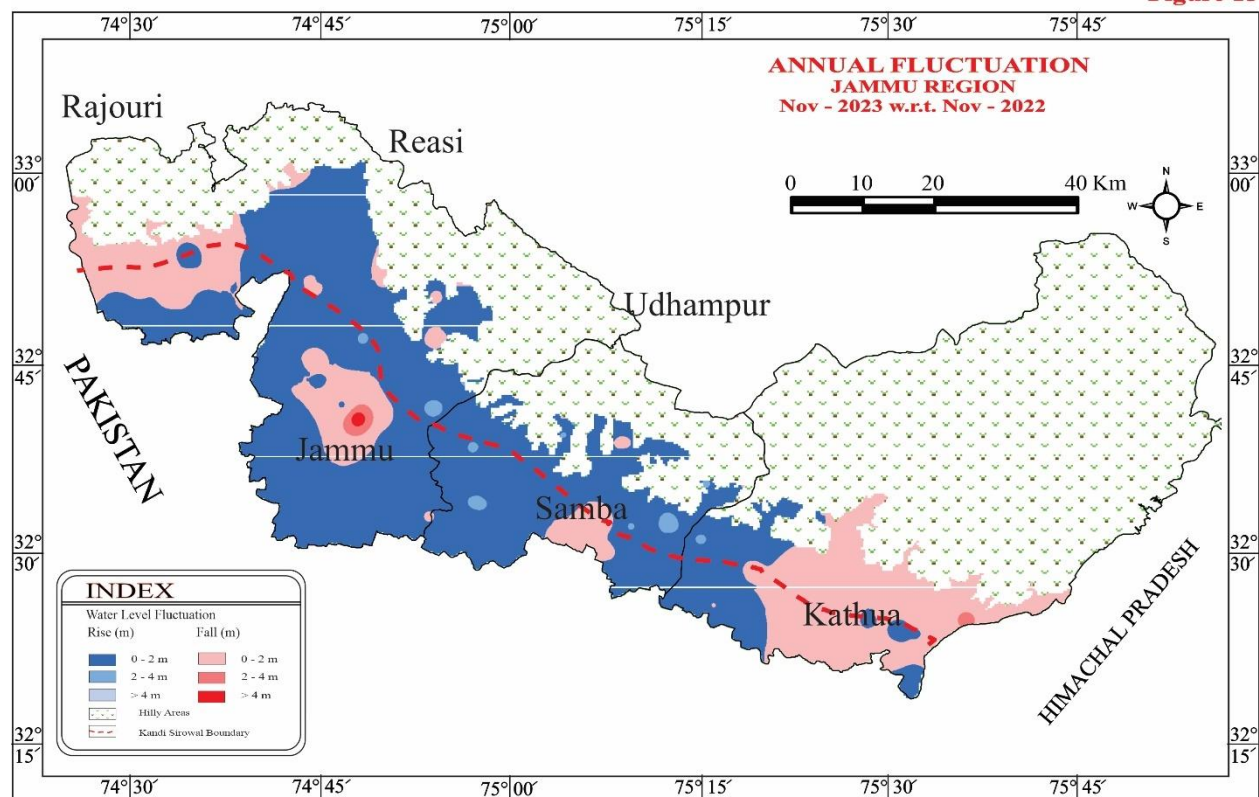 74°30' 74°45' 75°00' 75°15' 75°30' 75°45'
ANNUAL FLUCTUATION
JAMMU REGION
Nov - 2023 w.r.t. Nov - 2022
Rajouri
Reasi
33°
00'
33°
00'
0 10 20 40 Km
N
W E
S
Udhampur
32°
45'
32°
45'
PAKISTAN
Jammu
Samba
32°
30'
32°
30'
Kathua
HIMACHAL PRADESH
INDEX
Water Level Fluctuation
Rise (m) Fall (m)
0 - 2 m 0 - 2 m
2 - 4 m 2 - 4 m
> 4 m > 4 m
Hilly Areas
Kandi Sirowal Boundary
32°
15'
32°
15'
74°30' 74°45' 75°00' 75°15' 75°30' 75°45'